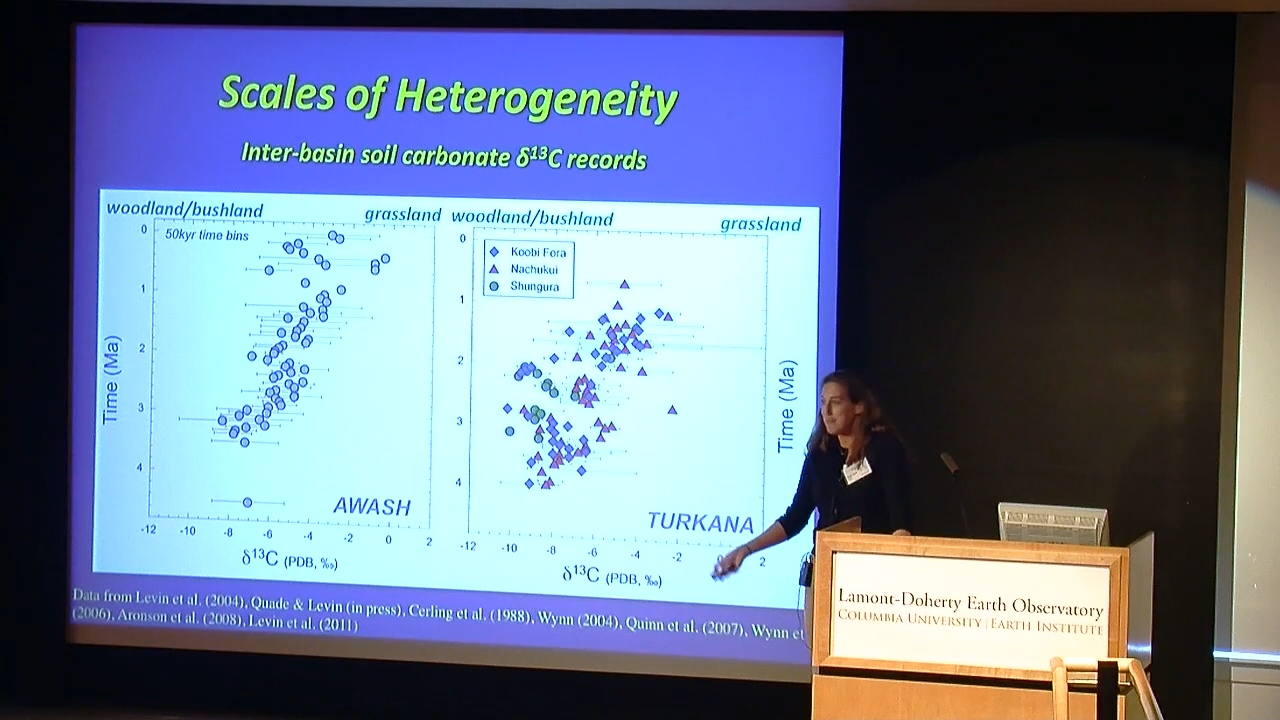 Scales of Heterogeneity
Inter-basin soil carbonate δ13C records
woodland/bushland grassland
50kyr time bins
0
1
2
3
4
Time (Ma)
AWASH
-12 -10 -8 -6 -4 -2 0 2
δ13C (PDB, ‰)
woodland/bushland grassland
0
1
2
3
4
Koobi Fora
Nachukui
Shungura
Time (Ma)
TURKANA
-12 -10 -8 -6 -4 -2 2
δ13C (PDB, ‰)
Data from Levin et al. (2004), Quade & Levin (in press), Cerling et al. (1988), Wynn (2004), Quinn et al. (2007), Wynn et
(2006), Aronson et al. (2008), Levin et al. (2011)
Lamont-Doherty Earth Observatory
COLUMBIA UNIVERSITY | EARTH INSTITUTE